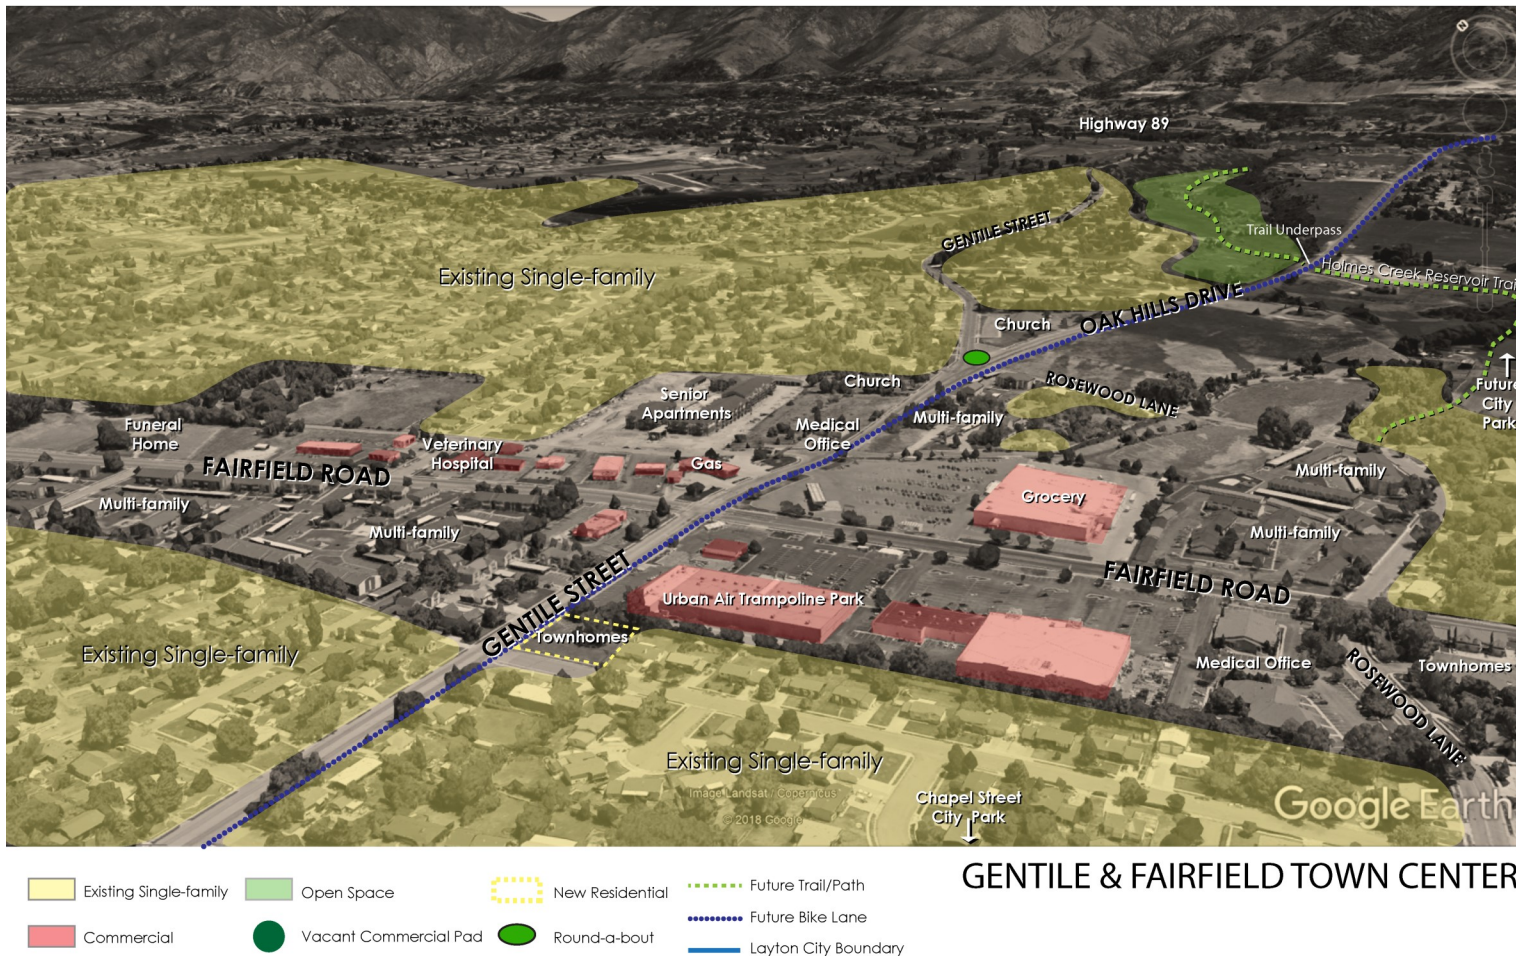 Highway 89
GENTILE STREET
Trail Underpass
Holmes Creek Reservoir Trai
Existing Single-family
OAK HILLS DRIVE
Church
Church
ROSEWOOD LANE
Future
City
Park
Senior
Apartments
Multi-family
Medical
Office
Funeral
Home
Veterinary
Hospital
Gas
FAIRFIELD ROAD
Multi-family
Grocery
Multi-family
Multi-family
Multi-family
FAIRFIELD ROAD
GENTILE STREET
Urban Air Trampoline Park
Townhomes
Existing Single-family
Medical Office
ROSEWOOD LANE
Townhomes
Existing Single-family
Image Landsat / Copernicus
© 2018 Google
Chapel Street
City Park
Google Earth
GENTILE & FAIRFIELD TOWN CENTER
Existing Single-family
Open Space
New Residential
Future Trail/Path
Future Bike Lane
Commercial
Vacant Commercial Pad
Round-a-bout
Layton City Boundary